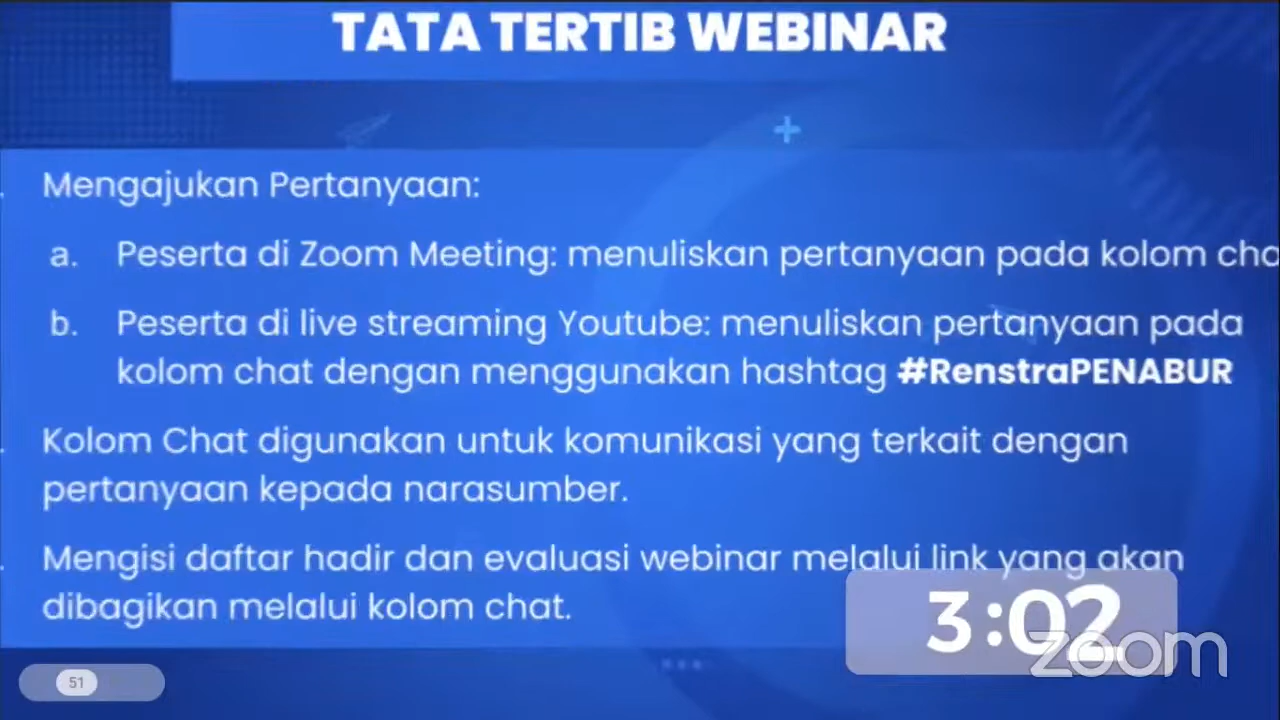 TATA TERTIB WEBINAR
Mengajukan Pertanyaan:
a. Peserta di Zoom Meeting: menuliskan pertanyaan pada kolom
b. Peserta di live streaming Youtube: menuliskan pertanyaan pada
kolom chat dengan menggunakan hashtag #RenstraPENABUR
Kolom Chat digunakan untuk komunikasi yang terkait dengan
pertanyaan kepada narasumber.
Mengisi daftar hadir dan evaluasi webinar melalui link yang akan
dibagikan melalui kolom chat.
3:02
zoom
51